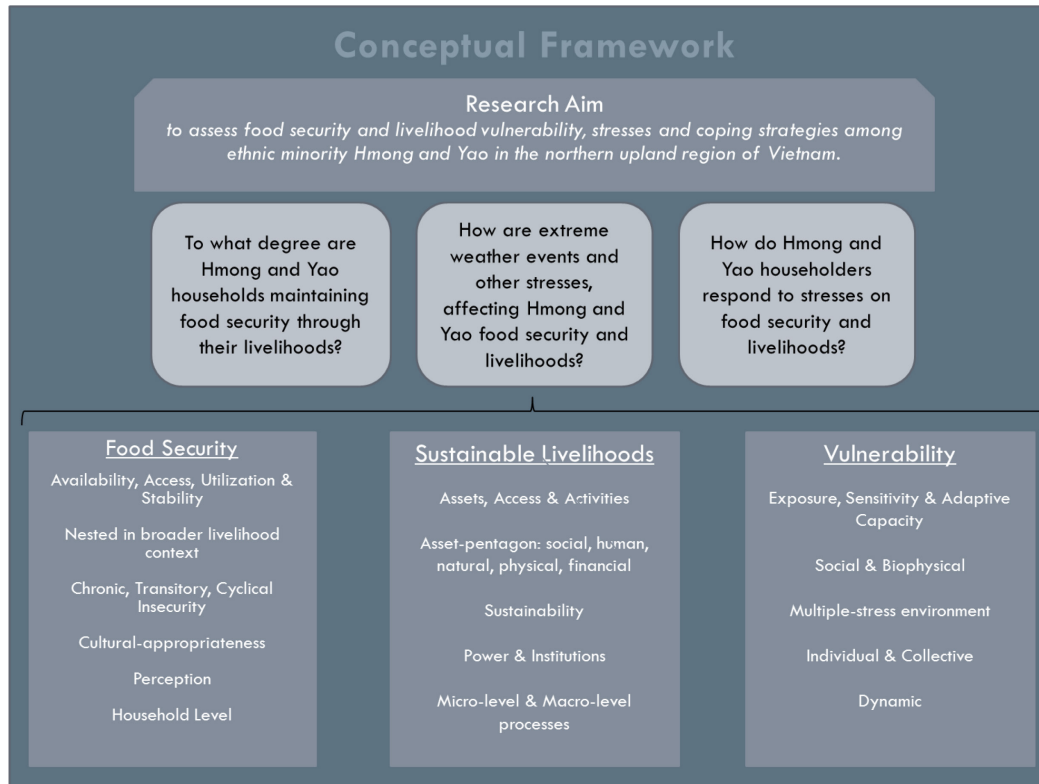 Conceptual Framework
Research Aim
to assess food security and livelihood vulnerability, stresses and coping strategies among
ethnic minority Hmong and Yao in the northern upland region of Vietnam.
To what degree are
Hmong and Yao
households maintaining
food security through
their livelihoods?
How are extreme
weather events and
other stresses,
affecting Hmong and
Yao food security and
livelihoods?
How do Hmong and
Yao householders
respond to stresses on
food security and
livelihoods?
Food Security
Availability, Access, Utilization &
Stability
Nested in broader livelihood
context
Chronic, Transitory, Cyclical
Insecurity
Cultural-appropriateness
Perception
Household Level
Sustainable Livelihoods
Assets, Access & Activities
Asset-pentagon: social, human,
natural, physical, financial
Sustainability
Power & Institutions
Micro-level & Macro-level
processes
Vulnerability
Exposure, Sensitivity & Adaptive
Capacity
Social & Biophysical
Multiple-stress environment
Individual & Collective
Dynamic